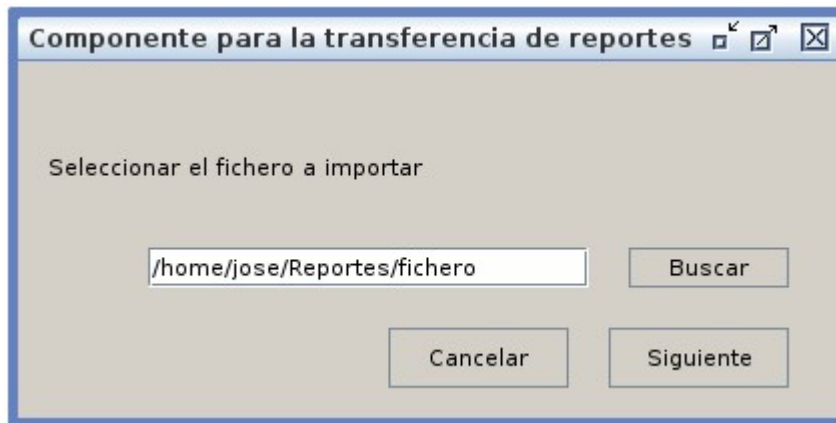 Componente para la transferencia de reportes
Seleccionar el fichero a importar
/home/jose/Reportes/fichero
Buscar
Cancelar
Siguiente